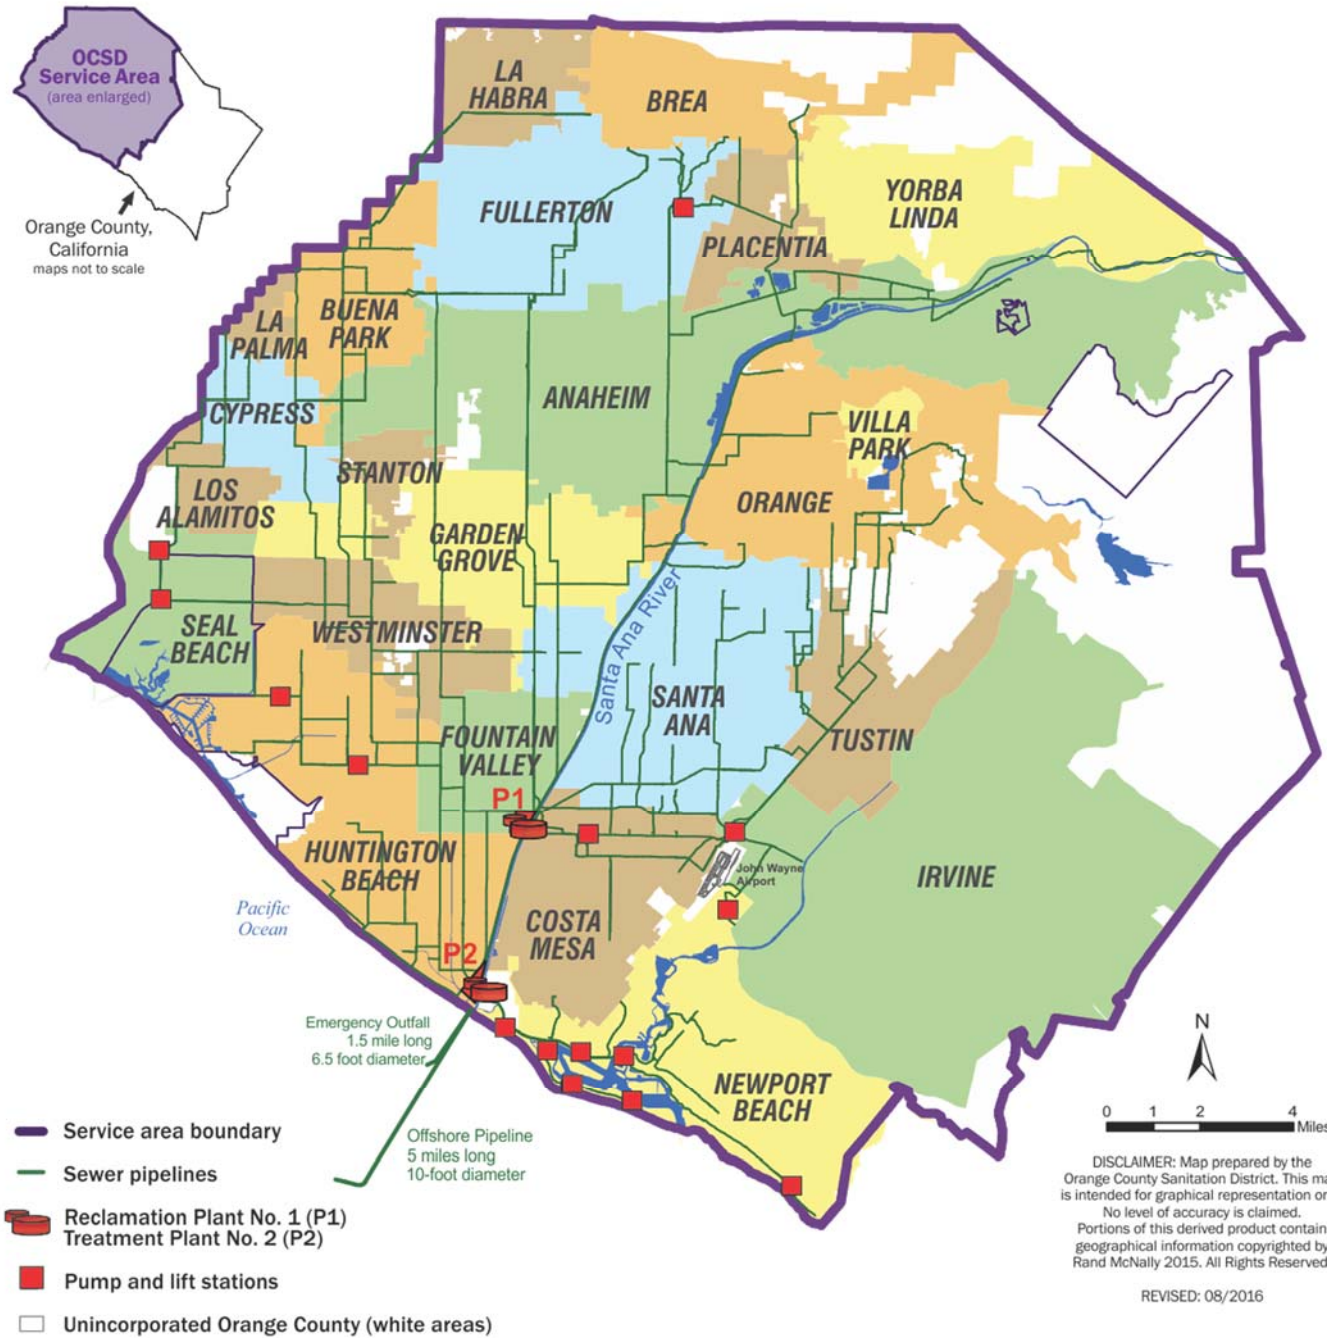 OCSD
Service Area
(area enlarged)
Orange County,
California
maps not to scale
LA
HABRA
BREA
YORBA
LINDA
FULLERTON
PLACENTIA
BUENA
PARK
LA
PALMA
CYPRESS
ANAHEIM
VILLA
PARK
STANTON
LOS
ALAMITOS
ORANGE
GARDEN
GROVE
Santa Ana River
SEAL
BEACH
WESTMINSTER
SANTA
ANA
FOUNTAIN
VALLEY
TUSTIN
P1
HUNTINGTON
BEACH
John Wayne
Airport
IRVINE
Pacific
Ocean
COSTA
MESA
P2
Emergency Outfall
1.5 mile long
6.5 foot diameter
NEWPORT
BEACH
Offshore Pipeline
5 miles long
10-foot diameter
N
0 1 2 4
Miles
Service area boundary
Sewer pipelines
Reclamation Plant No. 1 (P1)
Treatment Plant No. 2 (P2)
Pump and lift stations
Unincorporated Orange County (white areas)
DISCLAIMER: Map prepared by the
Orange County Sanitation District. This ma
is intended for graphical representation on
No level of accuracy is claimed.
Portions of this derived product contain
geographical information copyrighted by
Rand McNally 2015. All Rights Reserved
REVISED: 08/2016